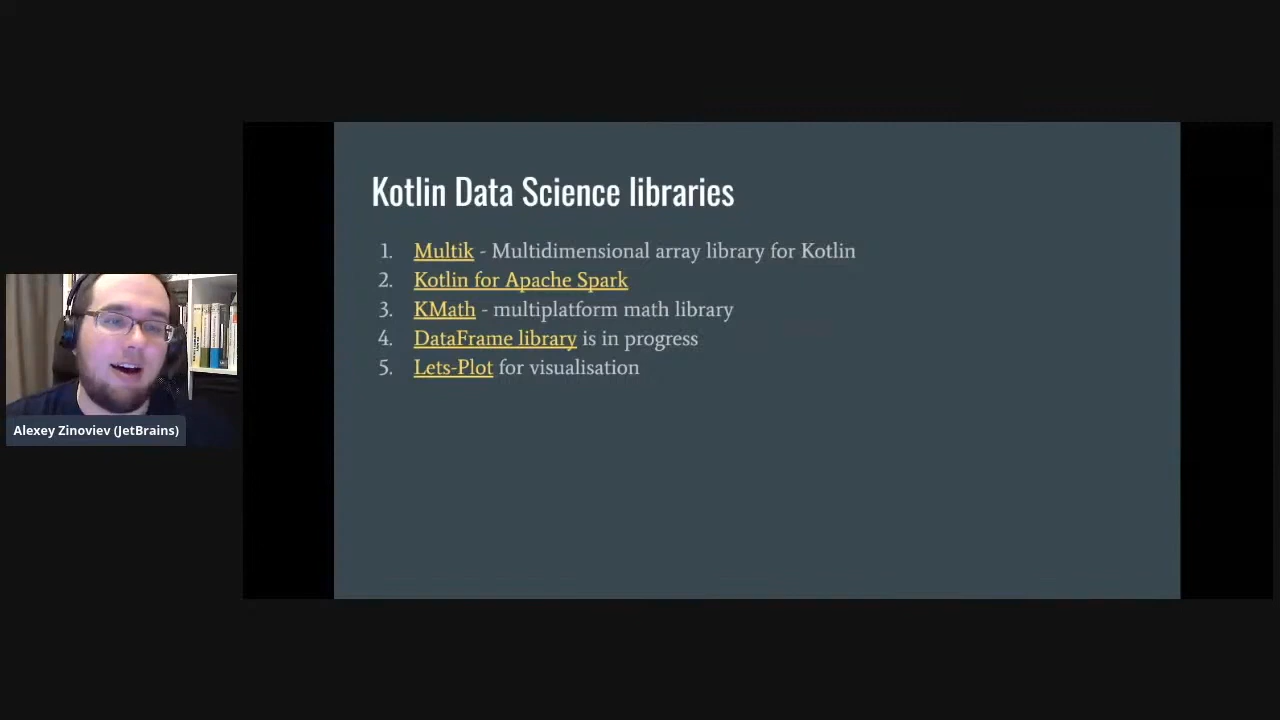 Kotlin Data Science libraries
1. Multik - Multidimensional array library for Kotlin
2. Kotlin for Apache Spark
3. KMath - multiplatform math library
4. DataFrame library is in progress
5. Lets-Plot for visualisation
Alexey Zinoviev (JetBrains)